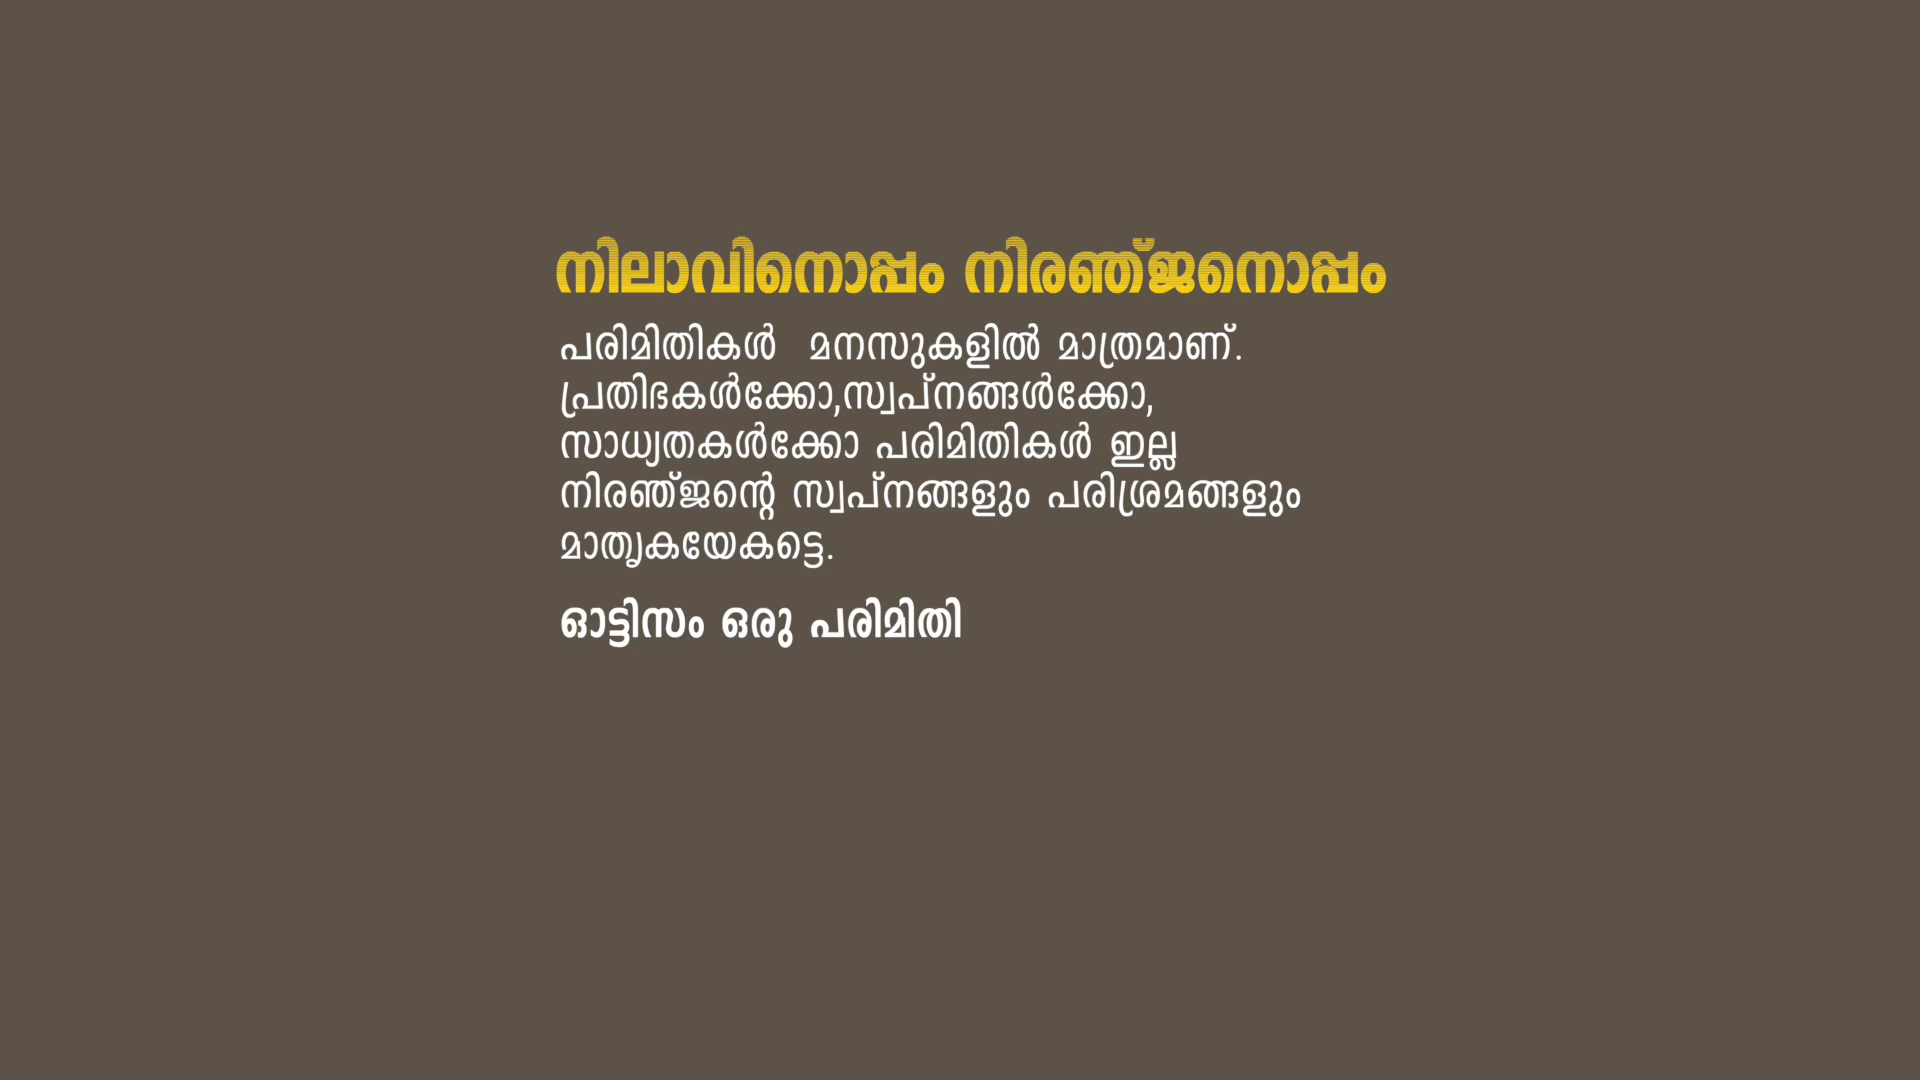 നിലാവിനൊപ്പം നിരഞ്ജനൊപ്പം
പരിമിതികൾ മനസുകളിൽ മാത്രമാണ്.
പ്രതിഭകൾക്കോ,സ്വപ്നങ്ങൾക്കോ,
സാധ്യതകൾക്കോ പരിമിതികൾ ഇല്ല
നിരഞ്ജന്റെ സ്വപ്നങ്ങളും പരിശ്രമങ്ങളും
മാതൃകയേകട്ടെ.
ഓട്ടിസം ഒരു പരിമിതി